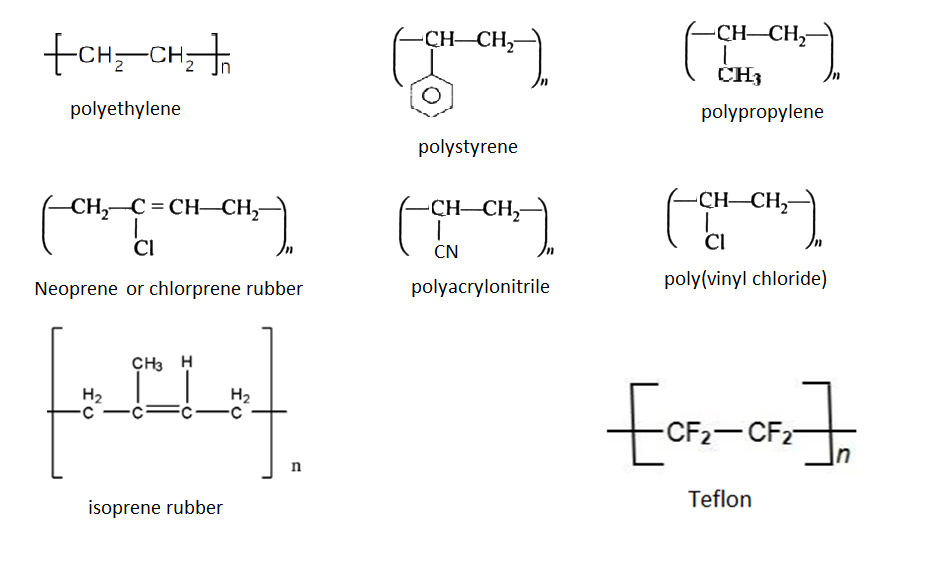 [CH2—CH2]n
polyethylene
(—CH—CH2—)n
polystyrene
(—CH—CH2—)n
CH3
polypropylene
(—CH2—C=CH—CH2—)n
Cl
Neoprene or chlorprene rubber
(—CH—CH2—)n
CN
polyacrylonitrile
(—CH—CH2—)n
Cl
poly(vinyl chloride)
CH3 H
H2 H2
C—C=C—C
n
isoprene rubber
[CF2—CF2]n
Teflon